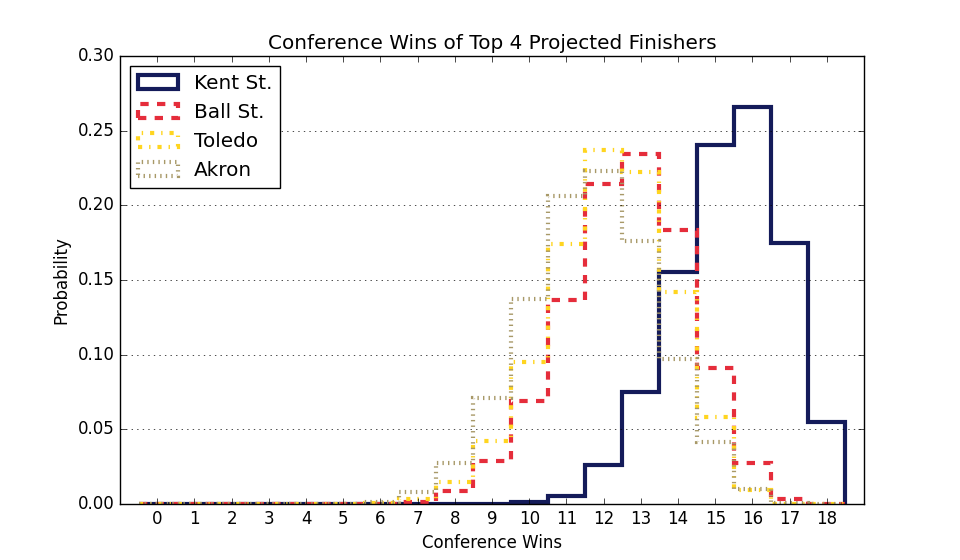 Conference Wins of Top 4 Projected Finishers
Kent St.
Ball St.
Toledo
Akron
0.30
0.25
0.20
0.15
0.10
0.05
0.00
Probability
0 1 2 3 4 5 6 7 8 9 10 11 12 13 14 15 16 17 18
Conference Wins